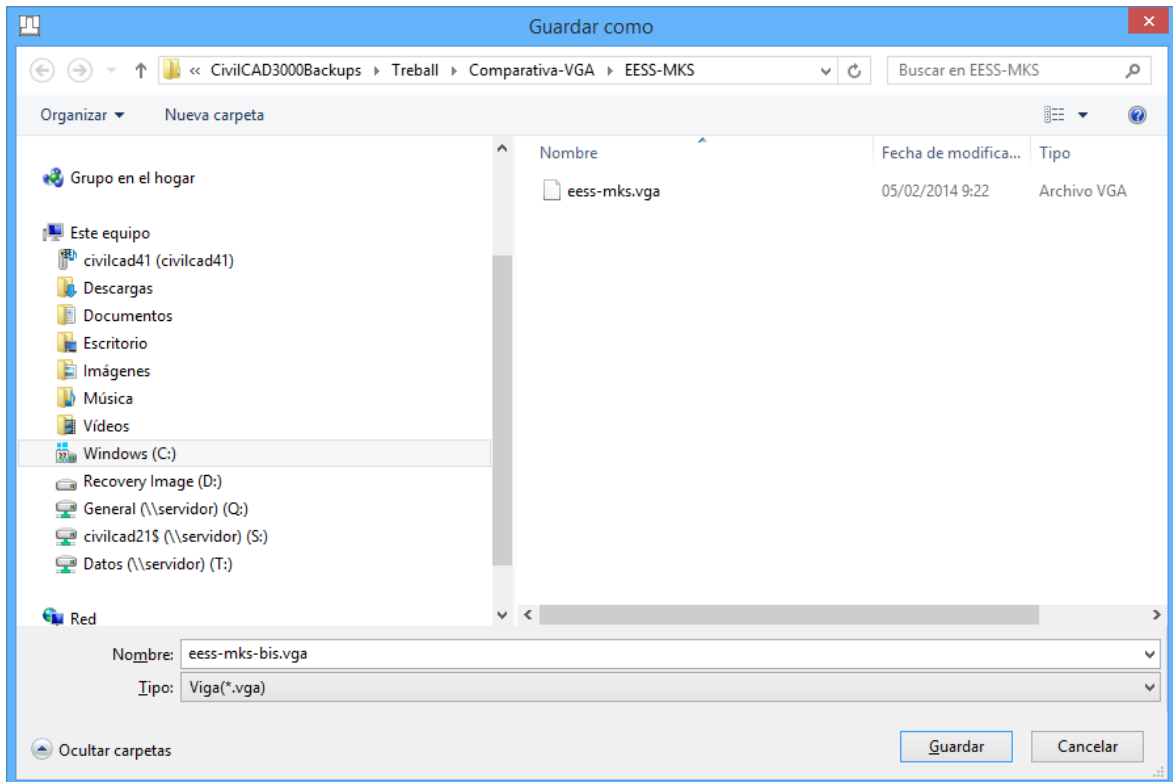 Guardar como
« CivilCAD3000Backups ▸ Treball ▸ Comparativa-VGA ▸ EESS-MKS
Buscar en EESS-MKS
Organizar
Nueva carpeta
Grupo en el hogar
Este equipo
civilcad41 (civilcad41)
Descargas
Documentos
Escritorio
Imágenes
Música
Vídeos
Windows (C:)
Recovery Image (D:)
General (\\servidor) (Q:)
civilcad21$ (\\servidor) (S:)
Datos (\\servidor) (T:)
Red
Nombre Fecha de modifica... Tipo
eess-mks.vga 05/02/2014 9:22 Archivo VGA
Nombre: eess-mks-bis.vga
Tipo: Viga(*.vga)
Ocultar carpetas
Guardar
Cancelar